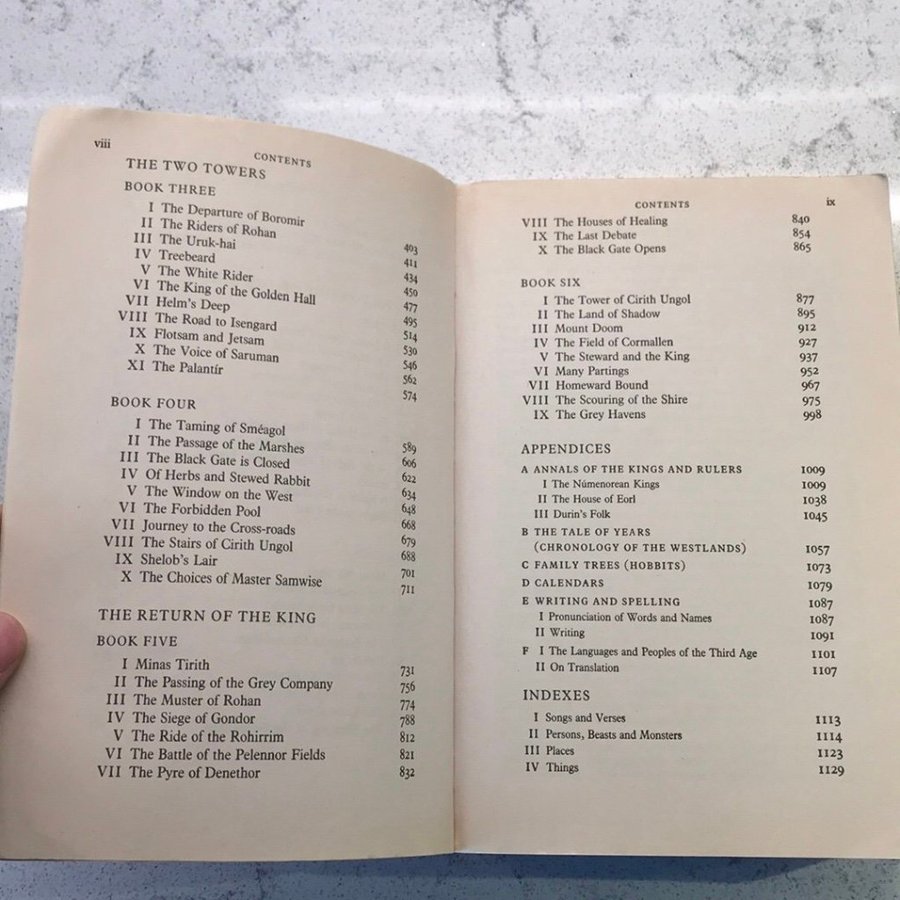 viii
CONTENTS
THE TWO TOWERS
BOOK THREE
I The Departure of Boromir 403
II The Riders of Rohan 411
III The Uruk-hai 434
IV Treebeard 450
V The White Rider 477
VI The King of the Golden Hall 495
VII Helm's Deep 514
VIII The Road to Isengard 530
IX Flotsam and Jetsam 546
X The Voice of Saruman 562
XI The Palantír 574
BOOK FOUR
I The Taming of Sméagol 589
II The Passage of the Marshes 606
III The Black Gate is Closed 622
IV Of Herbs and Stewed Rabbit 634
V The Window on the West 648
VI The Forbidden Pool 668
VII Journey to the Cross-roads 679
VIII The Stairs of Cirith Ungol 688
IX Shelob's Lair 701
X The Choices of Master Samwise 711
THE RETURN OF THE KING
BOOK FIVE
I Minas Tirith 731
II The Passing of the Grey Company 756
III The Muster of Rohan 774
IV The Siege of Gondor 788
V The Ride of the Rohirrim 812
VI The Battle of the Pelennor Fields 821
VII The Pyre of Denethor 832
CONTENTS ix
VIII The Houses of Healing 840
IX The Last Debate 854
X The Black Gate Opens 865
BOOK SIX
I The Tower of Cirith Ungol 877
II The Land of Shadow 895
III Mount Doom 912
IV The Field of Cormallen 927
V The Steward and the King 937
VI Many Partings 952
VII Homeward Bound 967
VIII The Scouring of the Shire 975
IX The Grey Havens 998
APPENDICES
A ANNALS OF THE KINGS AND RULERS 1009
I The Númenorean Kings 1009
II The House of Eorl 1038
III Durin's Folk 1045
B THE TALE OF YEARS
(CHRONOLOGY OF THE WESTLANDS) 1057
C FAMILY TREES (HOBBITS) 1073
D CALENDARS 1079
E WRITING AND SPELLING 1087
I Pronunciation of Words and Names 1087
II Writing 1091
F I The Languages and Peoples of the Third Age 1101
II On Translation 1107
INDEXES
I Songs and Verses 1113
II Persons, Beasts and Monsters 1114
III Places 1123
IV Things 1129